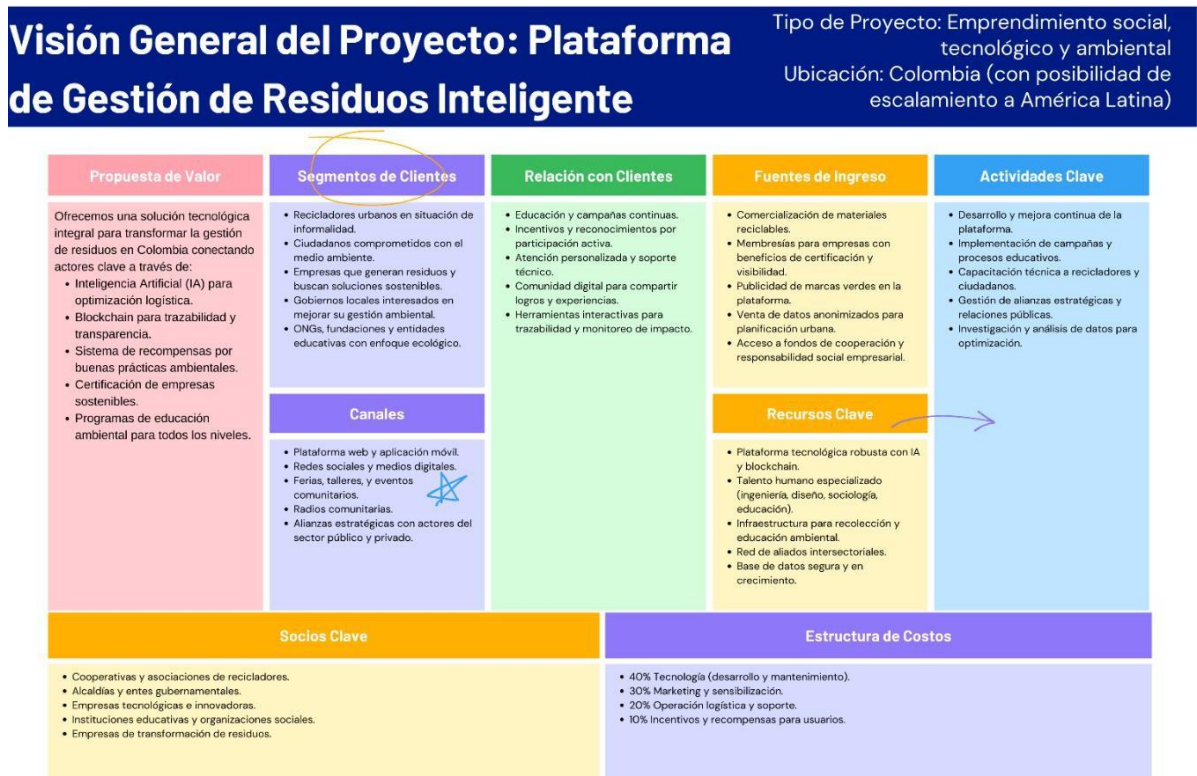 Visión General del Proyecto: Plataforma
de Gestión de Residuos Inteligente
Tipo de Proyecto: Emprendimiento social,
tecnológico y ambiental
Ubicación: Colombia (con posibilidad de
escalamiento a América Latina)
Propuesta de Valor
Ofrecemos una solución tecnológica
integral para transformar la gestión
de residuos en Colombia conectando
actores clave a través de:
• Inteligencia Artificial (IA) para
optimización logística.
• Blockchain para trazabilidad y
transparencia.
• Sistema de recompensas por
buenas prácticas ambientales.
• Certificación de empresas
sostenibles.
• Programas de educación
ambiental para todos los niveles.
Segmentos de Clientes
• Recicladores urbanos en situación de
informalidad.
• Ciudadanos comprometidos con el
medio ambiente.
• Empresas que generan residuos y
buscan soluciones sostenibles.
• Gobiernos locales interesados en
mejorar su gestión ambiental.
• ONGs, fundaciones y entidades
educativas con enfoque ecológico.
Canales
• Plataforma web y aplicación móvil.
• Redes sociales y medios digitales.
• Ferias, talleres, y eventos
comunitarios.
• Radios comunitarias.
• Alianzas estratégicas con actores del
sector público y privado.
Relación con Clientes
• Educación y campañas continuas.
• Incentivos y reconocimientos por
participación activa.
• Atención personalizada y soporte
técnico.
• Comunidad digital para compartir
logros y experiencias.
• Herramientas interactivas para
trazabilidad y monitoreo de impacto.
Fuentes de Ingreso
• Comercialización de materiales
reciclables.
• Membresías para empresas con
beneficios de certificación y
visibilidad.
• Publicidad de marcas verdes en la
plataforma.
• Venta de datos anonimizados para
planificación urbana.
• Acceso a fondos de cooperación y
responsabilidad social empresarial.
Recursos Clave
• Plataforma tecnológica robusta con IA
y blockchain.
• Talento humano especializado
(ingeniería, diseño, sociología,
educación).
• Infraestructura para recolección y
educación ambiental.
• Red de aliados intersectoriales.
• Base de datos segura y en
crecimiento.
Actividades Clave
• Desarrollo y mejora continua de la
plataforma.
• Implementación de campañas y
procesos educativos.
• Capacitación técnica a recicladores y
ciudadanos.
• Gestión de alianzas estratégicas y
relaciones públicas.
• Investigación y análisis de datos para
optimización.
Socios Clave
• Cooperativas y asociaciones de recicladores.
• Alcaldías y entes gubernamentales.
• Empresas tecnológicas e innovadoras.
• Instituciones educativas y organizaciones sociales.
• Empresas de transformación de residuos.
Estructura de Costos
• 40% Tecnología (desarrollo y mantenimiento).
• 30% Marketing y sensibilización.
• 20% Operación logística y soporte.
• 10% Incentivos y recompensas para usuarios.